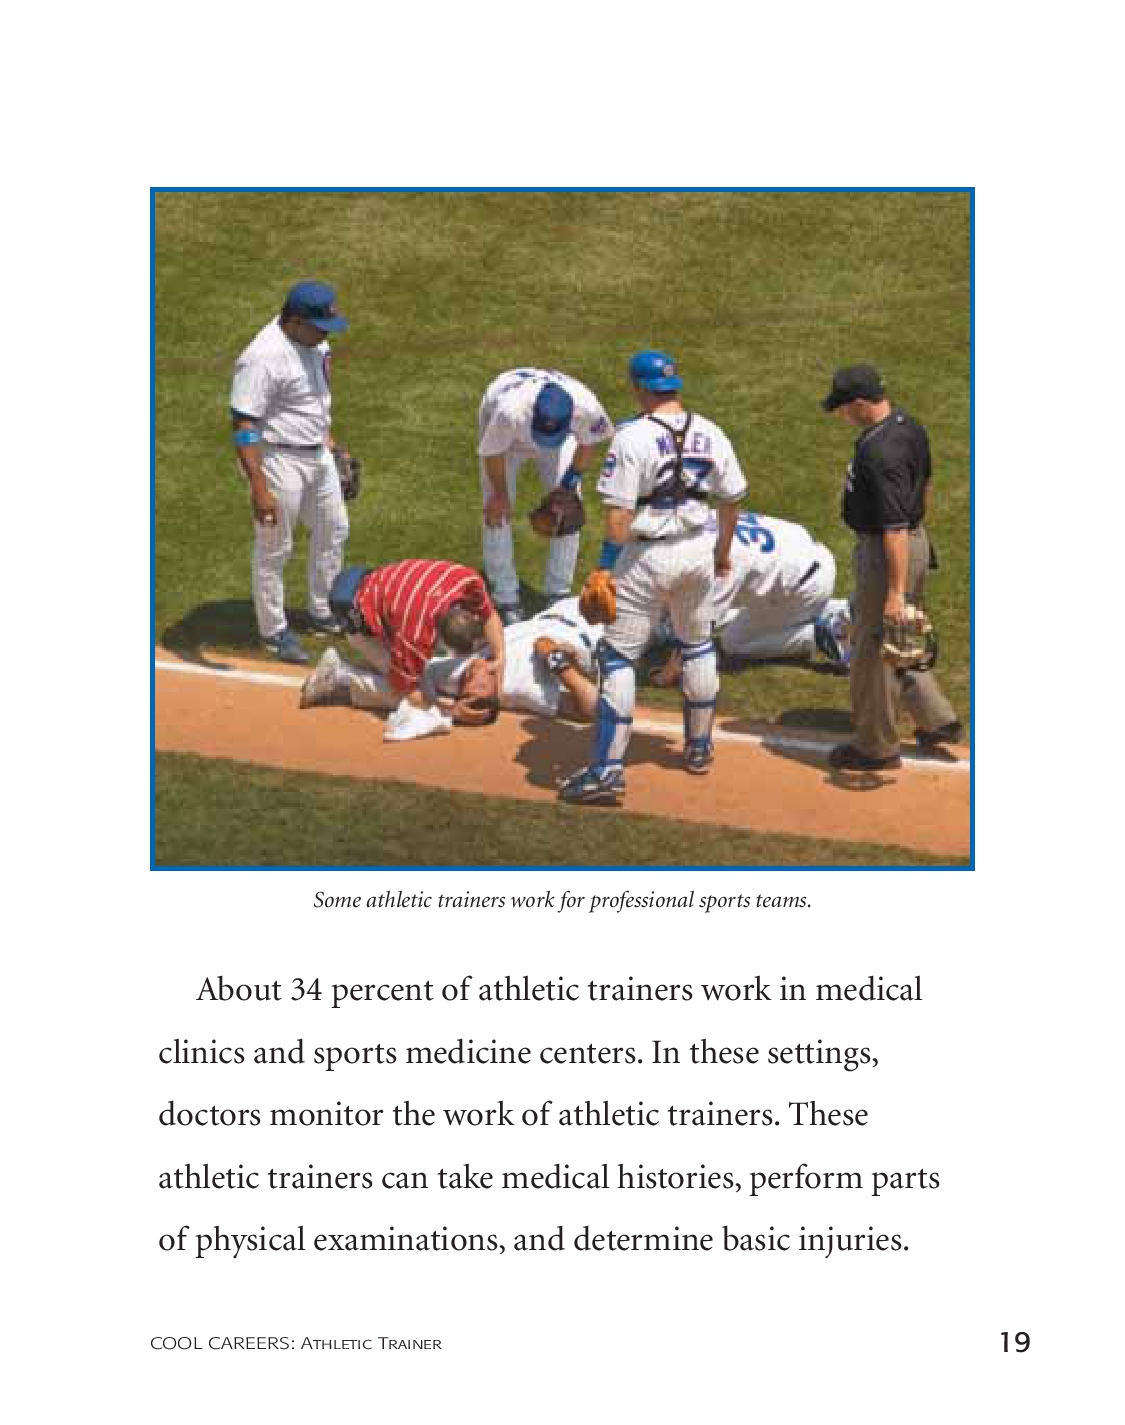 27
34
Some athletic trainers work for professional sports teams.
About 34 percent of athletic trainers work in medical
clinics and sports medicine centers. In these settings,
doctors monitor the work of athletic trainers. These
athletic trainers can take medical histories, perform parts
of physical examinations, and determine basic injuries.
COOL CAREERS: ATHLETIC TRAINER
19